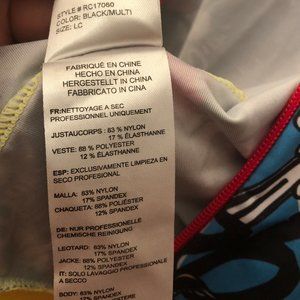 STYLE # RC17060
COLOR: BLACK/MULTI
SIZE: LC
FABRIQUÉ EN CHINE
HECHO EN CHINA
HERGESTELLT IN CHINA
FABBRICATO IN CINA
FR:NETTOYAGE A SEC
PROFESSIONNEL UNIQUEMENT
JUSTAUCORPS : 83 % NYLON
17 % ÉLASTHANNE
VESTE: 88 % POLYESTER
12 % ÉLASTHANNE
ESP: EXCLUSIVAMENTE LIMPIEZA EN
SECO PROFESIONAL
MALLA: 83% NYLON
17% SPANDEX
CHAQUETA: 88% POLIÉSTER
12% SPANDEX
DE: NUR PROFESSIONELLE
CHEMISCHE REINIGUNG
LEOTARD: 83% NYLON
17% SPANDEX
JACKE: 88% POLYESTER
12% SPANDEX
IT: SOLO LAVAGGIO PROFESSIONALE
A SECCO
BODY: 83% NYLON